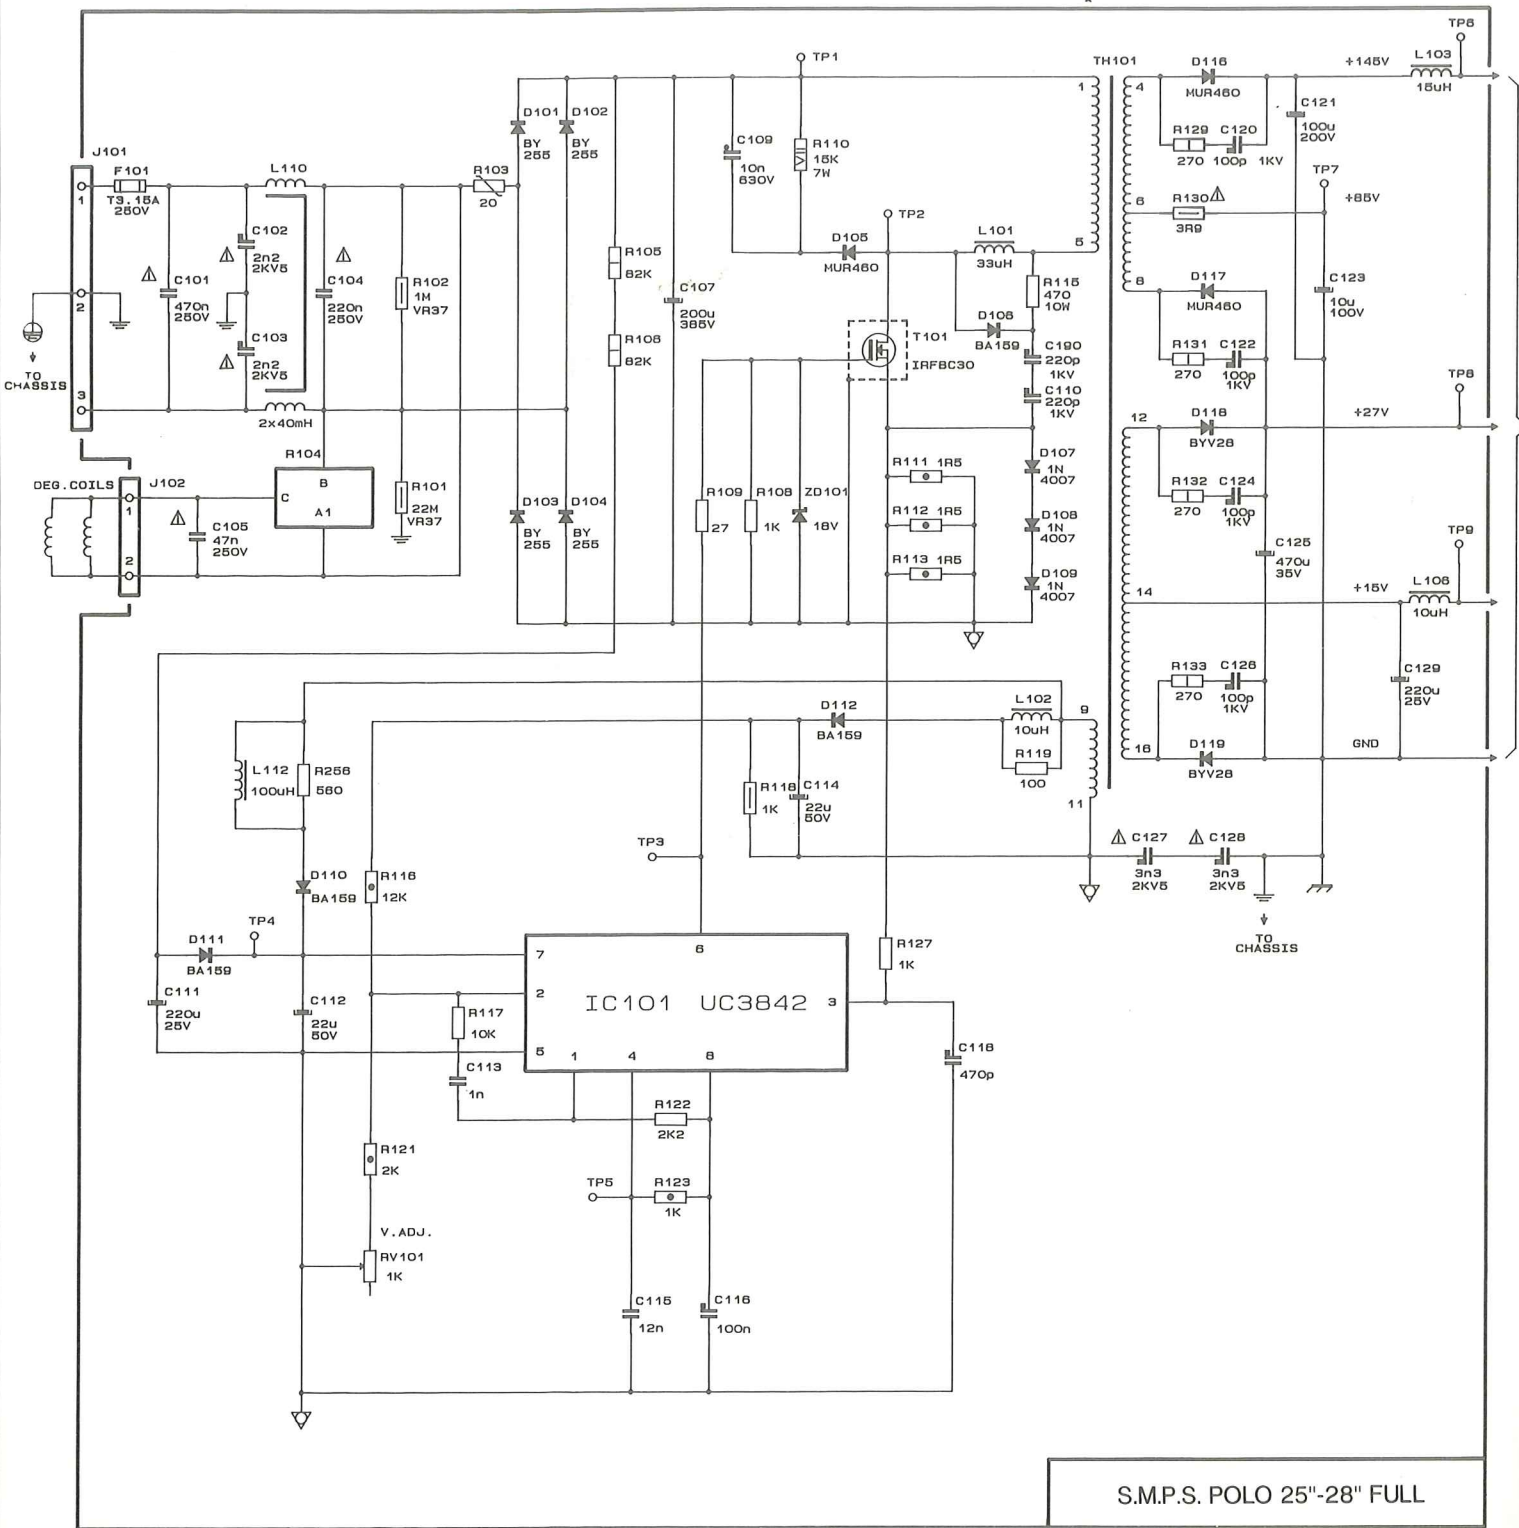 TP6
L103
15uH
+145V
D116
MUR460
TH101
TP1
1
4
D101
BY
255
D102
BY
255
C109
10n
630V
R110
15K
7W
R129
270
C120
100p 1KV
C121
100u
200V
J101
1
F101
T3.15A
250V
L110
R103
20
TP7
+85V
6
R130
3R9
TP2
C102
2n2
2KV5
C101
470n
250V
C104
220n
250V
R102
1M
VR37
R105
82K
D105
MUR460
L101
33uH
5
8
D117
MUR460
C123
10u
100V
2
C107
200u
385V
R115
470
10W
D106
BA159
TO
CHASSIS
C103
2n2
2KV5
R106
82K
T101
IRFBC30
C190
220p
1KV
R131
270
C122
100p
1KV
3
2x40mH
C110
220p
1KV
TP8
12
D118
BYV28
+27V
DEG.COILS
J102
1
R104
B
C
A1
D107
1N
4007
R111 1R5
R132
270
C124
100p
1KV
C105
47n
250V
R101
22M
VR37
D103
BY
255
D104
BY
255
R109
27
R108
1K
ZD101
18V
R112 1R5
D108
1N
4007
TP9
2
R113 1R5
D109
1N
4007
C125
470u
35V
14
+15V
L106
10uH
R133
270
C126
100p
1KV
C129
220u
25V
D112
BA159
L102
10uH
9
R119
100
16
D119
BYV28
GND
L112
100uH
R256
560
R118
1K
C114
22u
50V
11
TP3
C127
3n3
2KV5
C128
3n3
2KV5
D110
BA159
R116
12K
TP4
D111
BA159
TO
CHASSIS
7
6
R127
1K
C111
220u
25V
C112
22u
50V
2
IC101 UC3842
3
R117
10K
5
1
4
8
C113
1n
C118
470p
R122
2K2
R121
2K
TP5
R123
1K
V.ADJ.
RV101
1K
C115
12n
C116
100n
S.M.P.S. POLO 25"-28" FULL